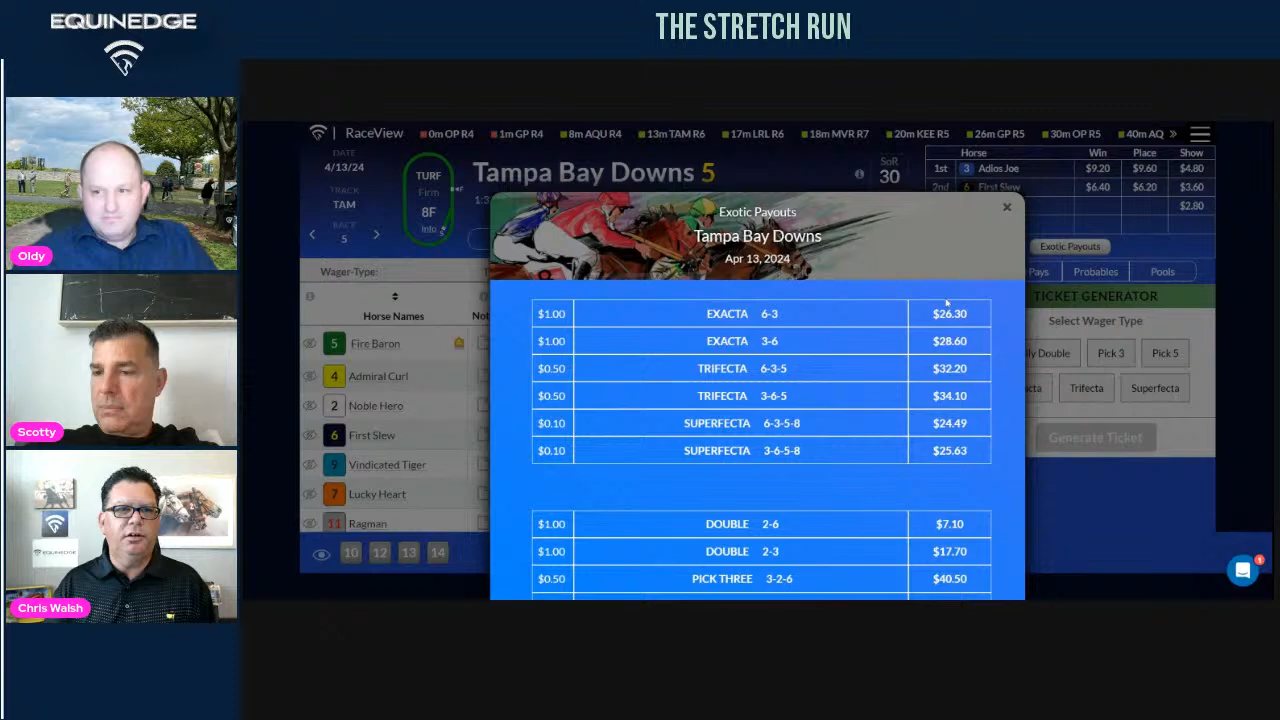 EQUINEDGE
THE STRETCH RUN
Oldy
Scotty
Chris Walsh
EQUINEDGE
RaceView 0m OP R4 1m GP R4 8m AQU R4 13m TAM R6 17m LRL R6 18m MVR R7 20m KEE R5 26m GP R5 30m OP R5 40m AQ »
DATE
4/13/24
TRACK
TAM
RACE
5
TURF
Firm
8F
Info
Tampa Bay Downs 5
SoR
30
Horse Win Place Show
1st 3 Adios Joe $9.20 $9.60 $4.80
2nd 6 First Slew $6.40 $6.20 $3.60
$2.80
Exotic Payouts
Pays Probables Pools
TICKET GENERATOR
Select Wager Type
Double Pick 3 Pick 5
Trifecta Superfecta
Generate Ticket
Wager-Type:
Horse Names
5 Fire Baron
4 Admiral Curl
2 Noble Hero
6 First Slew
9 Vindicated Tiger
7 Lucky Heart
11 Ragman
10 12 13 14
Exotic Payouts
Tampa Bay Downs
Apr 13, 2024
$1.00 EXACTA 6-3 $26.30
$1.00 EXACTA 3-6 $28.60
$0.50 TRIFECTA 6-3-5 $32.20
$0.50 TRIFECTA 3-6-5 $34.10
$0.10 SUPERFECTA 6-3-5-8 $24.49
$0.10 SUPERFECTA 3-6-5-8 $25.63
$1.00 DOUBLE 2-6 $7.10
$1.00 DOUBLE 2-3 $17.70
$0.50 PICK THREE 3-2-6 $40.50
1